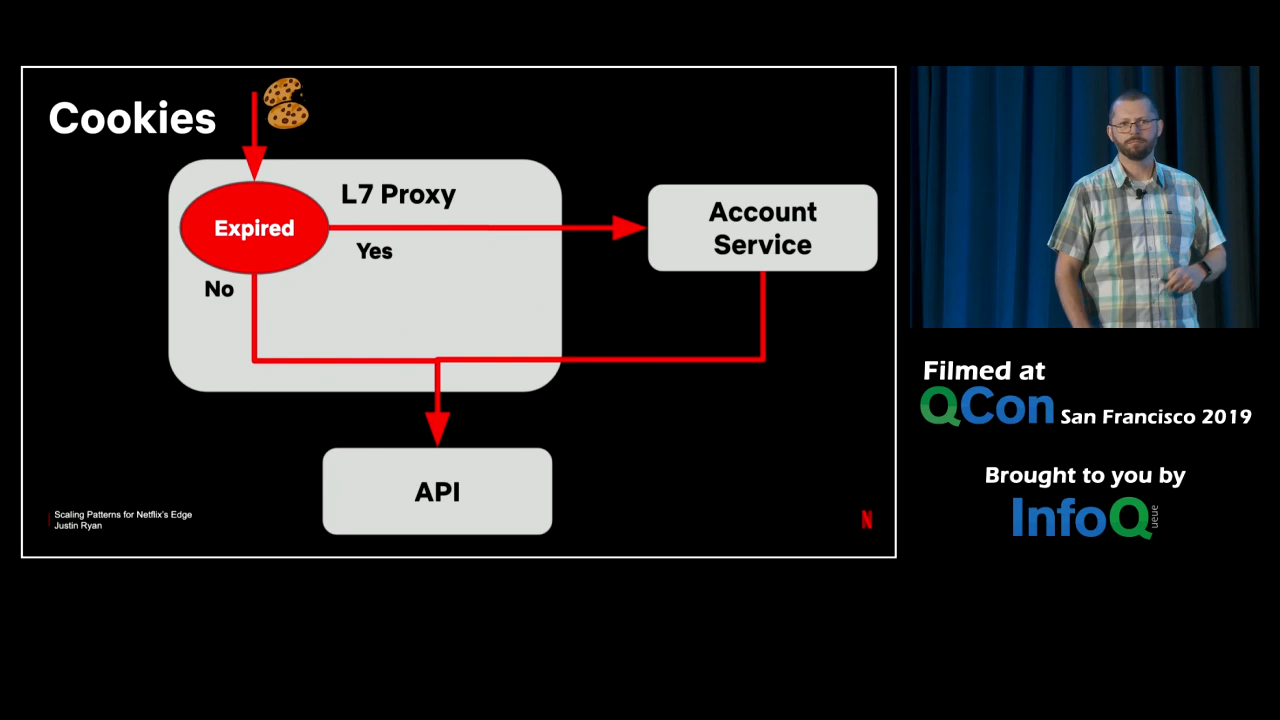 Cookies
L7 Proxy
Expired
Yes
No
Account
Service
API
Scaling Patterns for Netflix's Edge
Justin Ryan
N
Filmed at
QCon San Francisco 2019
Brought to you by
InfoQ
ueue